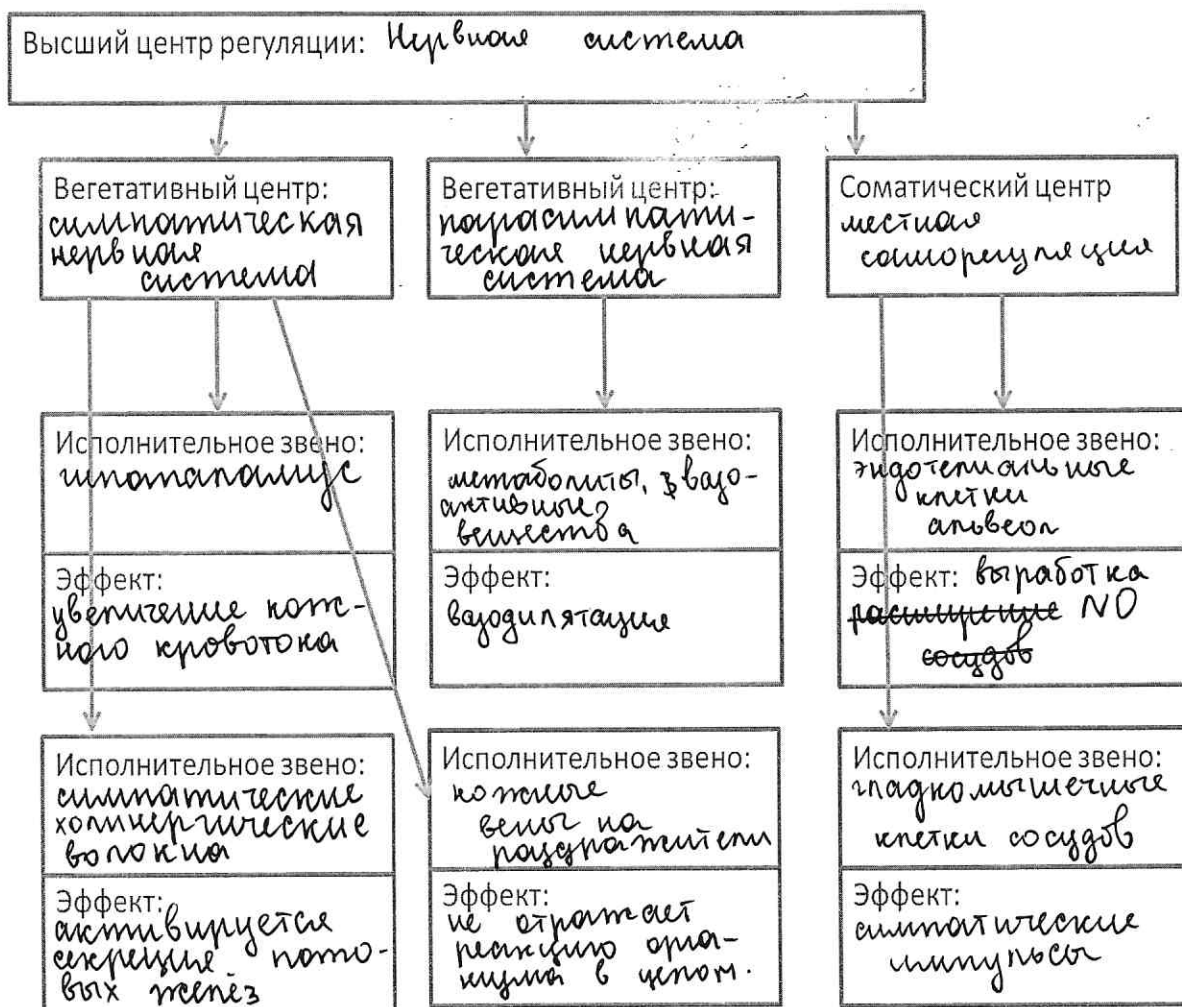 Высший центр регуляции: Нервная система
Вегетативный центр:
симпатическая
нервная
система
Вегетативный центр:
парасимпати-
ческая нервная
система
Соматический центр
местная
саморегуляция
Исполнительное звено:
гипоталамус
Эффект:
увеличение кож-
ного кровотока
Исполнительное звено:
метаболиты, вазо-
активные
вещества
Эффект:
вазодилятация
Исполнительное звено:
эндотелиальные
клетки
альвеол
Эффект: выработка
расширение NO
сосудов
Исполнительное звено:
симпатические
холинергические
волокна
Эффект:
активируется
секреция пото-
вых желёз
Исполнительное звено:
кожные
вены на
раздражители
Эффект:
не отражает
реакцию орга-
низма в целом.
Исполнительное звено:
гладкомышечные
клетки сосудов
Эффект:
симпатические
импульсы